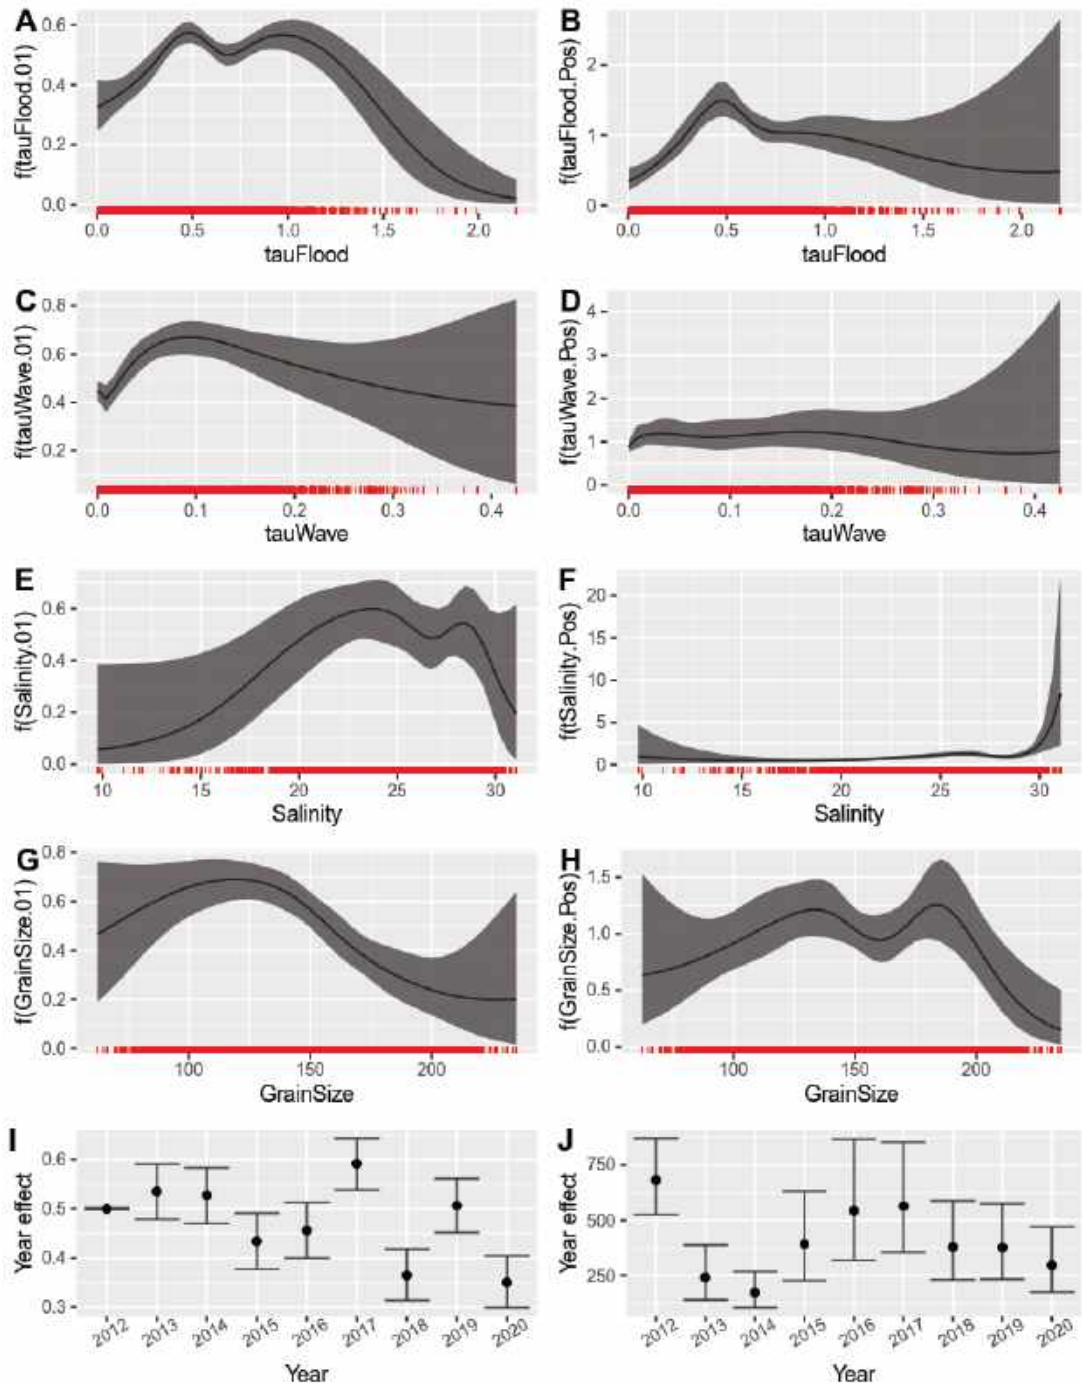 A
B
f(tauFlood.01)
0.6
0.4
0.2
0.0
0.0 0.5 1.0 1.5 2.0
tauFlood
f(tauFlood.Pos)
2
1
0
0.0 0.5 1.0 1.5 2.0
tauFlood
C
D
f(tauWave.01)
0.8
0.6
0.4
0.2
0.0 0.1 0.2 0.3 0.4
tauWave
f(tauWave.Pos)
4
3
2
1
0
0.0 0.1 0.2 0.3 0.4
tauWave
E
F
f(Salinity.01)
0.6
0.4
0.2
0.0
10 15 20 25 30
Salinity
f(tSalinity.Pos)
20
15
10
5
0
10 15 20 25 30
Salinity
G
H
f(GrainSize.01)
0.8
0.6
0.4
0.2
0.0
100 150 200
GrainSize
f(GrainSize.Pos)
1.5
1.0
0.5
0.0
100 150 200
GrainSize
I
J
Year effect
0.6
0.5
0.4
0.3
2012 2013 2014 2015 2016 2017 2018 2019 2020
Year
Year effect
750
500
250
2012 2013 2014 2015 2016 2017 2018 2019 2020
Year